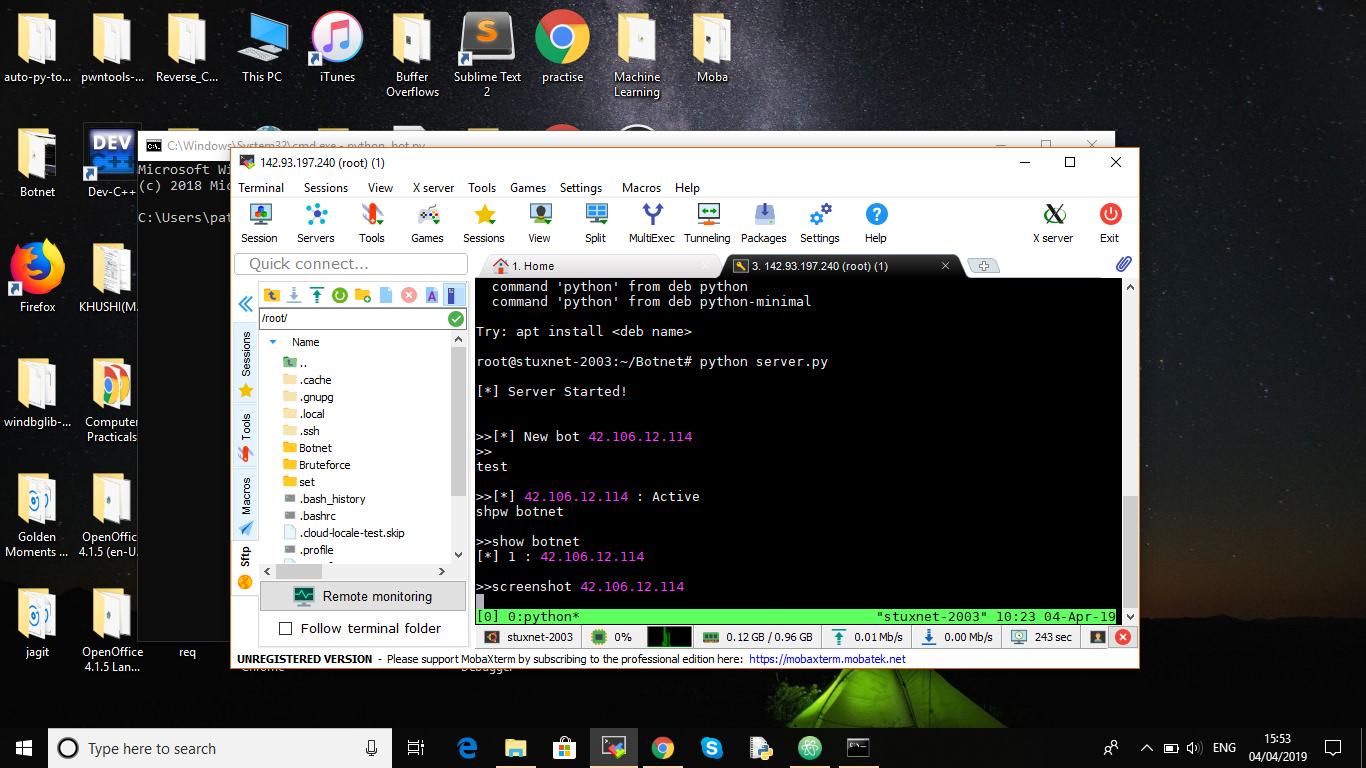 auto-py-to...
pwntools-...
Reverse_C...
This PC
iTunes
Buffer
Overflows
Sublime Text
2
practise
Machine
Learning
Moba
Botnet
DEV
C++
Dev-C++
Firefox
KHUSHI(M...
windbglib-...
Computer
Practicals
Golden
Moments ...
OpenOffic
4.1.5 (en-U...
jagit
OpenOffic
4.1.5 Lan...
req
C:\Windows\System32\cmd.exe - python bot.py
Microsoft Wi
(c) 2018 Mic
C:\Users\pat
142.93.197.240 (root) (1)
Terminal Sessions View X server Tools Games Settings Macros Help
Session Servers Tools Games Sessions View Split MultiExec Tunneling Packages Settings Help X server Exit
Quick connect...
1. Home
3. 142.93.197.240 (root) (1)
Sessions
Tools
Macros
Sftp
/root/
Name
..
.cache
.gnupg
.local
.ssh
Botnet
Bruteforce
set
.bash_history
.bashrc
.cloud-locale-test.skip
.profile
Remote monitoring
Follow terminal folder
command 'python' from deb python
command 'python' from deb python-minimal
Try: apt install <deb name>
root@stuxnet-2003:~/Botnet# python server.py
[*] Server Started!
>>[*] New bot 42.106.12.114
>>
test
>>[*] 42.106.12.114 : Active
shpw botnet
>>show botnet
[*] 1 : 42.106.12.114
>>screenshot 42.106.12.114
[0] 0:python* "stuxnet-2003" 10:23 04-Apr-19
stuxnet-2003 0% 0.12 GB / 0.96 GB 0.01 Mb/s 0.00 Mb/s 243 sec
UNREGISTERED VERSION - Please support MobaXterm by subscribing to the professional edition here: https://mobaxterm.mobatek.net
Type here to search
ENG
15:53
04/04/2019